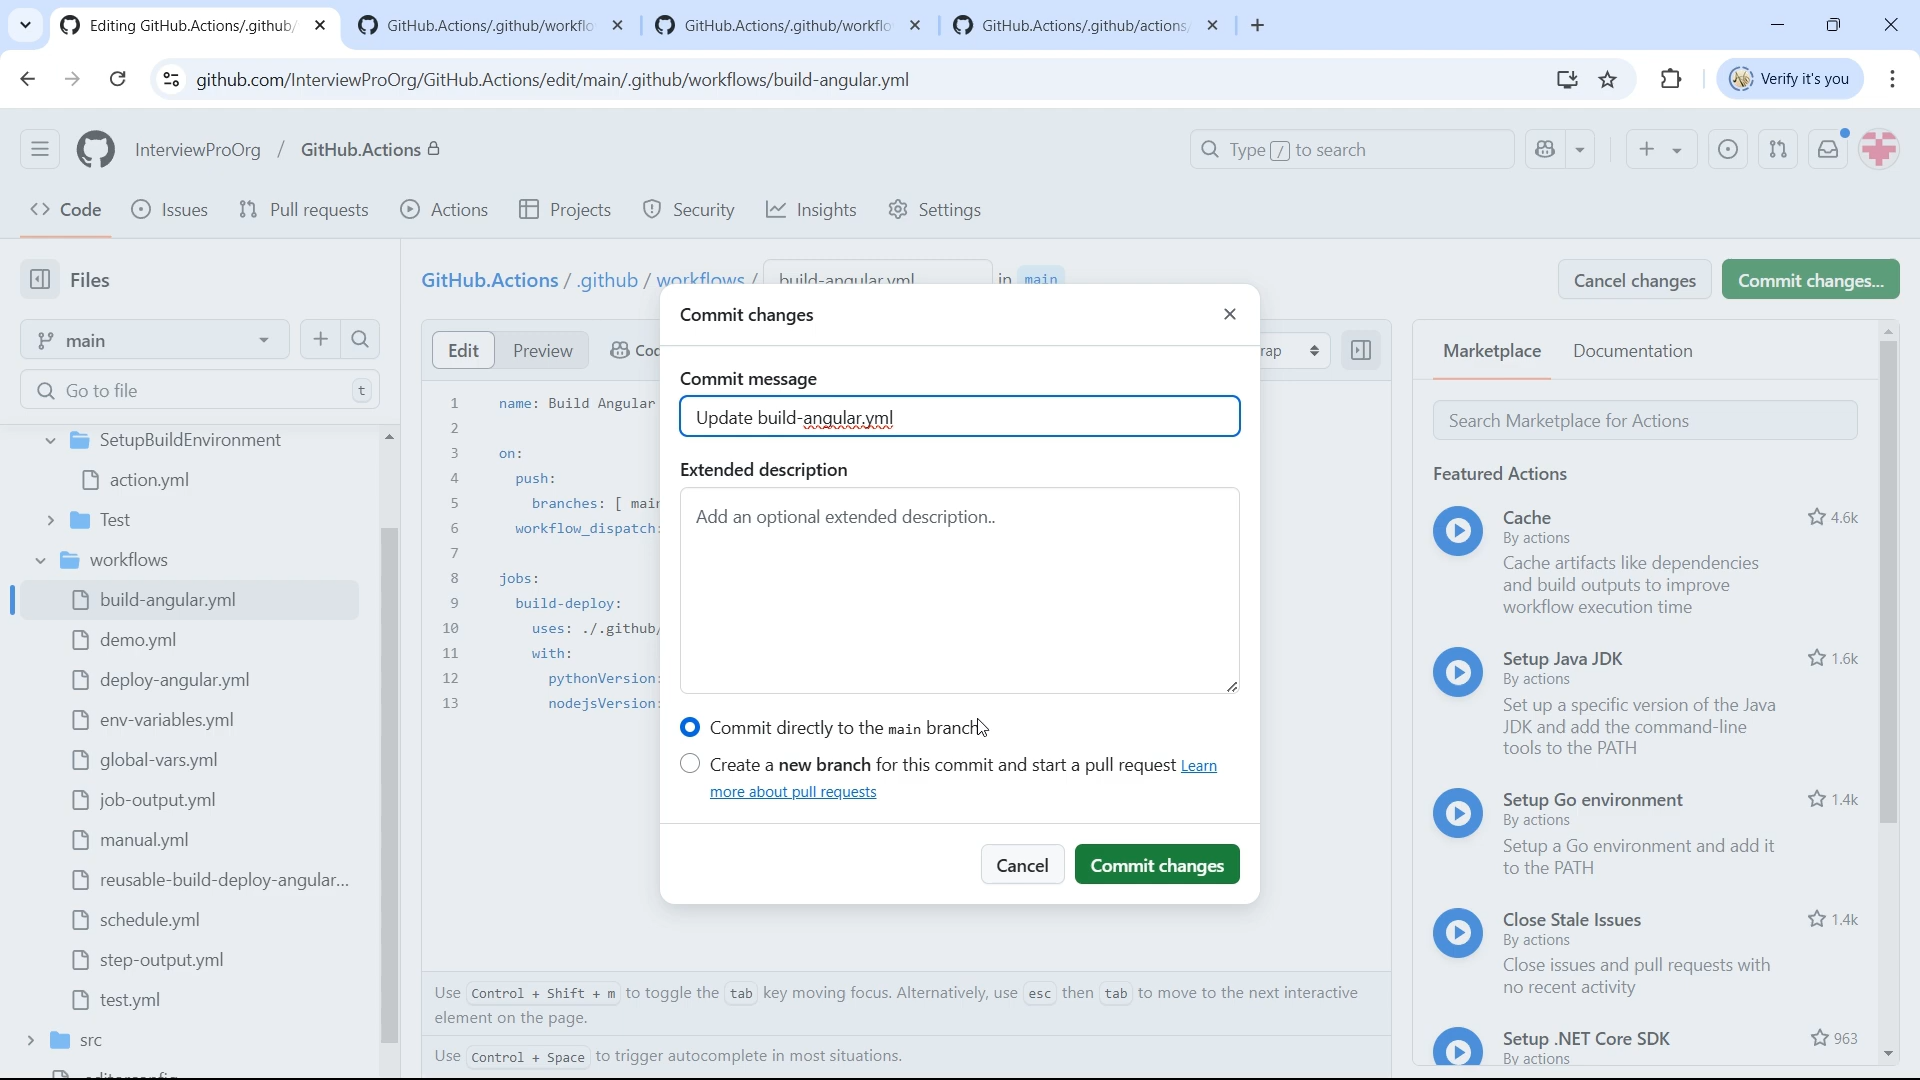 Editing GitHub.Actions/.github/
GitHub.Actions/.github/workflo
GitHub.Actions/.github/workflo
GitHub.Actions/.github/actions/
github.com/InterviewProOrg/GitHub.Actions/edit/main/.github/workflows/build-angular.yml
Verify it's you
InterviewProOrg / GitHub.Actions
Type / to search
Code
Issues
Pull requests
Actions
Projects
Security
Insights
Settings
Files
GitHub.Actions / .github / workflows / build-angular.yml in main
Cancel changes
Commit changes...
main
Go to file
t
Edit
Preview
Marketplace
Documentation
Search Marketplace for Actions
SetupBuildEnvironment
action.yml
Test
workflows
build-angular.yml
demo.yml
deploy-angular.yml
env-variables.yml
global-vars.yml
job-output.yml
manual.yml
reusable-build-deploy-angular...
schedule.yml
step-output.yml
test.yml
src
1 name: Build Angular
2
3 on:
4 push:
5 branches: [ main
6 workflow_dispatch:
7
8 jobs:
9 build-deploy:
10 uses: ./.github/
11 with:
12 pythonVersion:
13 nodejsVersion:
Commit changes
Commit message
Update build-angular.yml
Extended description
Add an optional extended description..
Commit directly to the main branch
Create a new branch for this commit and start a pull request Learn
more about pull requests
Cancel
Commit changes
Use Control + Shift + m to toggle the tab key moving focus. Alternatively, use esc then tab to move to the next interactive
element on the page.
Use Control + Space to trigger autocomplete in most situations.
Featured Actions
Cache
4.6k
By actions
Cache artifacts like dependencies
and build outputs to improve
workflow execution time
Setup Java JDK
1.6k
By actions
Set up a specific version of the Java
JDK and add the command-line
tools to the PATH
Setup Go environment
1.4k
By actions
Setup a Go environment and add it
to the PATH
Close Stale Issues
1.4k
By actions
Close issues and pull requests with
no recent activity
Setup .NET Core SDK
963
By actions